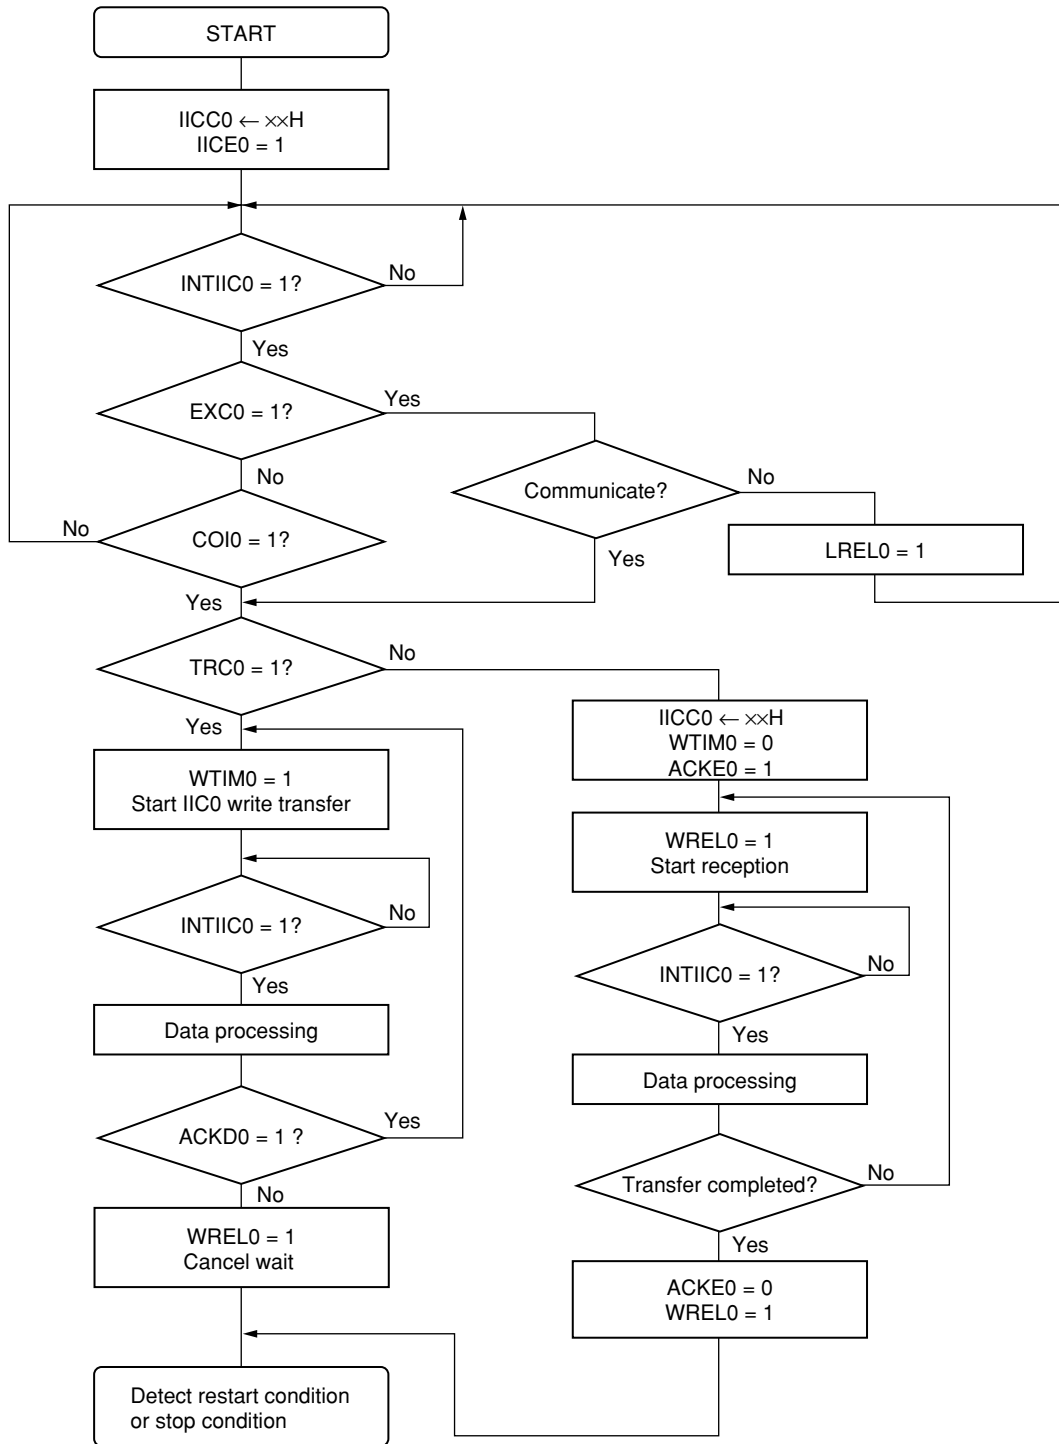 START
IICC0 ← ××H
IICE0 = 1
INTIIC0 = 1?
No
Yes
EXC0 = 1?
Yes
No
Communicate?
No
Yes
LREL0 = 1
COI0 = 1?
No
Yes
TRC0 = 1?
No
Yes
WTIM0 = 1
Start IIC0 write transfer
INTIIC0 = 1?
No
Yes
Data processing
ACKD0 = 1 ?
Yes
No
WREL0 = 1
Cancel wait
IICC0 ← ××H
WTIM0 = 0
ACKE0 = 1
WREL0 = 1
Start reception
INTIIC0 = 1?
No
Yes
Data processing
Transfer completed?
No
Yes
ACKE0 = 0
WREL0 = 1
Detect restart condition
or stop condition